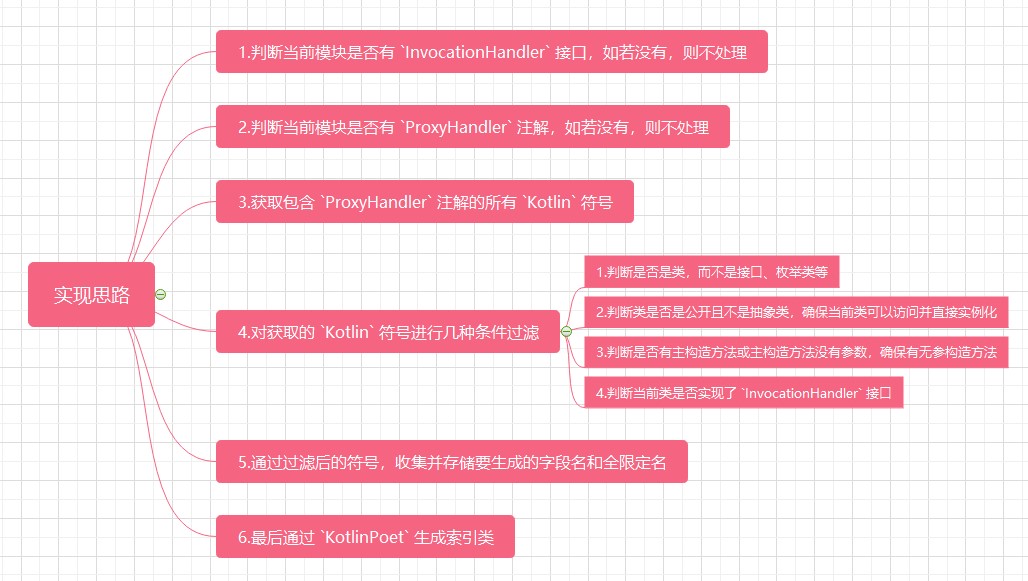 1.判断当前模块是否有 `InvocationHandler` 接口，如若没有，则不处理
2.判断当前模块是否有 `ProxyHandler` 注解，如若没有，则不处理
3.获取包含 `ProxyHandler` 注解的所有 `Kotlin` 符号
实现思路
4.对获取的 `Kotlin` 符号进行几种条件过滤
1.判断是否是类，而不是接口、枚举类等
2.判断类是否是公开且不是抽象类，确保当前类可以访问并直接实例化
3.判断是否有主构造方法或主构造方法没有参数，确保有无参构造方法
4.判断当前类是否实现了 `InvocationHandler` 接口
5.通过过滤后的符号，收集并存储要生成的字段名和全限定名
6.最后通过 `KotlinPoet` 生成索引类